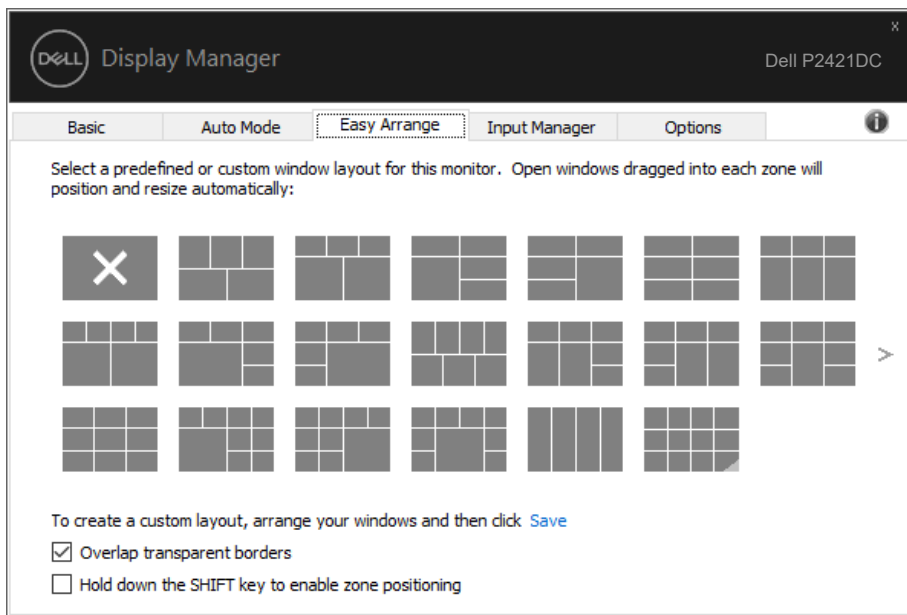 X
DELL Display Manager
Dell P2421DC
Basic Auto Mode Easy Arrange Input Manager Options
Select a predefined or custom window layout for this monitor. Open windows dragged into each zone will
position and resize automatically:
>
To create a custom layout, arrange your windows and then click Save
Overlap transparent borders
Hold down the SHIFT key to enable zone positioning